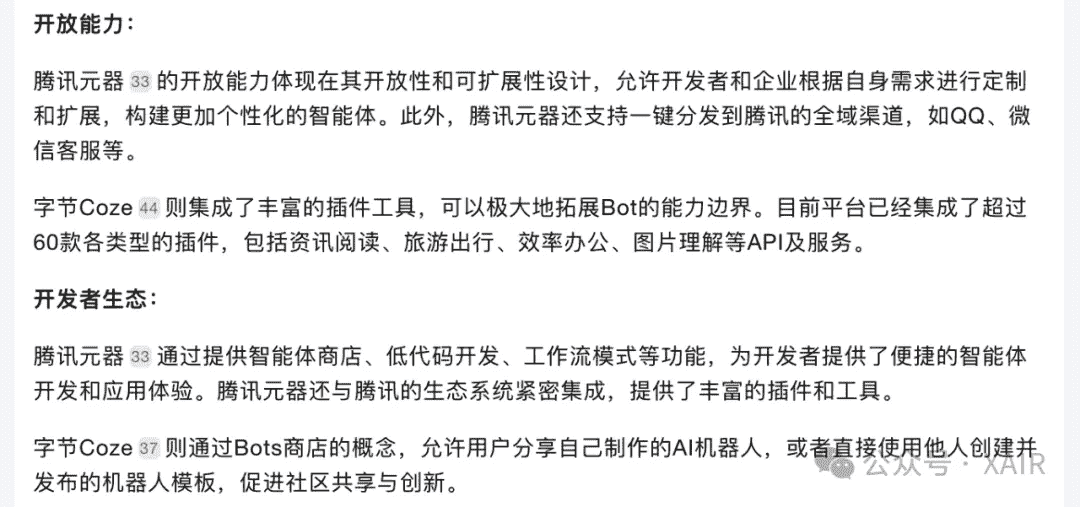 开放能力：
腾讯元器 33 的开放能力体现在其开放性和可扩展性设计，允许开发者和企业根据自身需求进行定制
和扩展，构建更加个性化的智能体。此外，腾讯元器还支持一键分发到腾讯的全域渠道，如QQ、微
信客服等。
字节Coze 44 则集成了丰富的插件工具，可以极大地拓展Bot的能力边界。目前平台已经集成了超过
60款各类型的插件，包括资讯阅读、旅游出行、效率办公、图片理解等API及服务。
开发者生态：
腾讯元器 33 通过提供智能体商店、低代码开发、工作流模式等功能，为开发者提供了便捷的智能体
开发和应用体验。腾讯元器还与腾讯的生态系统紧密集成，提供了丰富的插件和工具。
字节Coze 37 则通过Bots商店的概念，允许用户分享自己制作的AI机器人，或者直接使用他人创建并
发布的机器人模板，促进社区共享与创新。
公众号 · XAIR